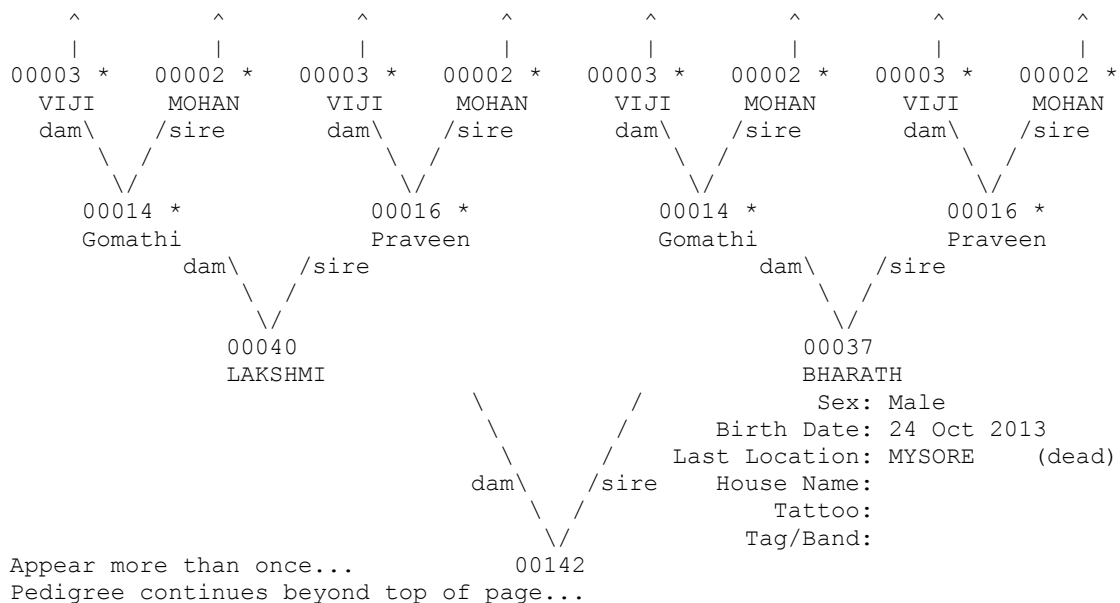 ^ ^ ^ ^ ^ ^ ^ ^
| | | | | | | |
00003 * 00002 * 00003 * 00002 * 00003 * 00002 * 00003 * 00002 *
VIJI MOHAN VIJI MOHAN VIJI MOHAN VIJI MOHAN
dam\ /sire dam\ /sire dam\ /sire dam\ /sire
\ / \ / \ / \ /
\/ \/ \/ \/
00014 * 00016 * 00014 * 00016 *
Gomathi Praveen Gomathi Praveen
dam\ /sire dam\ /sire
\ / \ /
\/ \/
00040 00037
LAKSHMI BHARATH
\ / Sex: Male
\ / Birth Date: 24 Oct 2013
\ / Last Location: MYSORE (dead)
dam\ /sire House Name:
\ / Tattoo:
\/ Tag/Band:
Appear more than once... 00142
Pedigree continues beyond top of page...